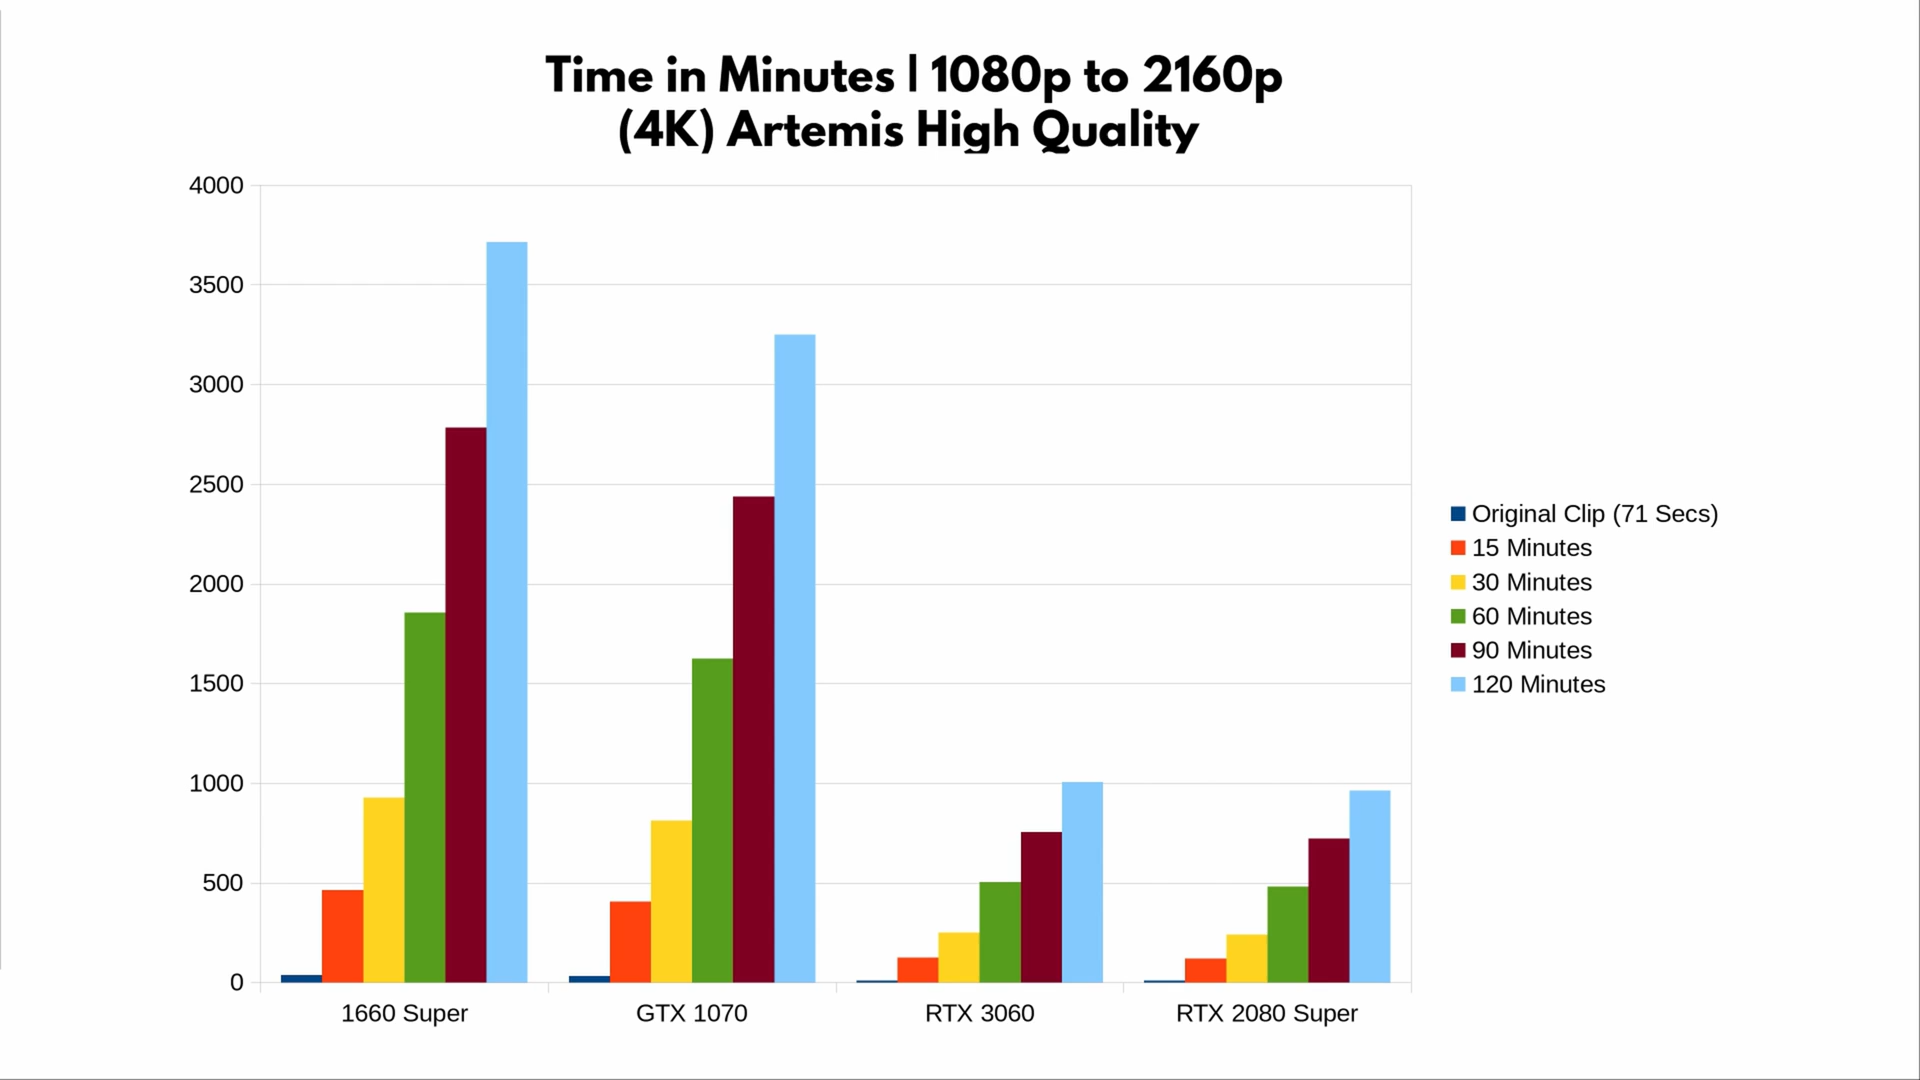 Time in Minutes | 1080p to 2160p
(4K) Artemis High Quality
4000
3500
3000
2500
2000
1500
1000
500
0
1660 Super
GTX 1070
RTX 3060
RTX 2080 Super
Original Clip (71 Secs)
15 Minutes
30 Minutes
60 Minutes
90 Minutes
120 Minutes